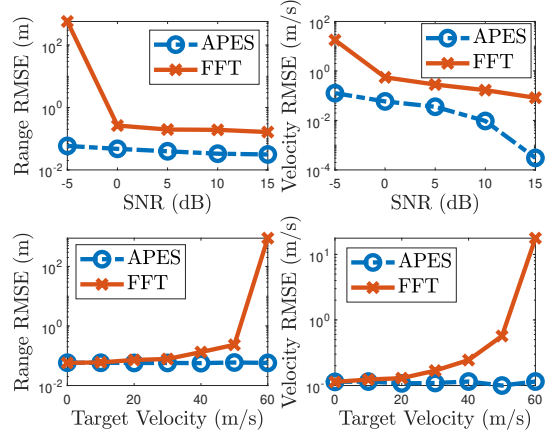 Range RMSE (m)
10^2
10^0
10^-2
-5 0 5 10 15
SNR (dB)
APES
FFT
Velocity RMSE (m/s)
10^2
10^0
10^-2
10^-4
-5 0 5 10 15
SNR (dB)
APES
FFT
Range RMSE (m)
10^2
10^0
10^-2
0 20 40 60
Target Velocity (m/s)
APES
FFT
Velocity RMSE (m/s)
10^1
10^0
10^-1
0 20 40 60
Target Velocity (m/s)
APES
FFT